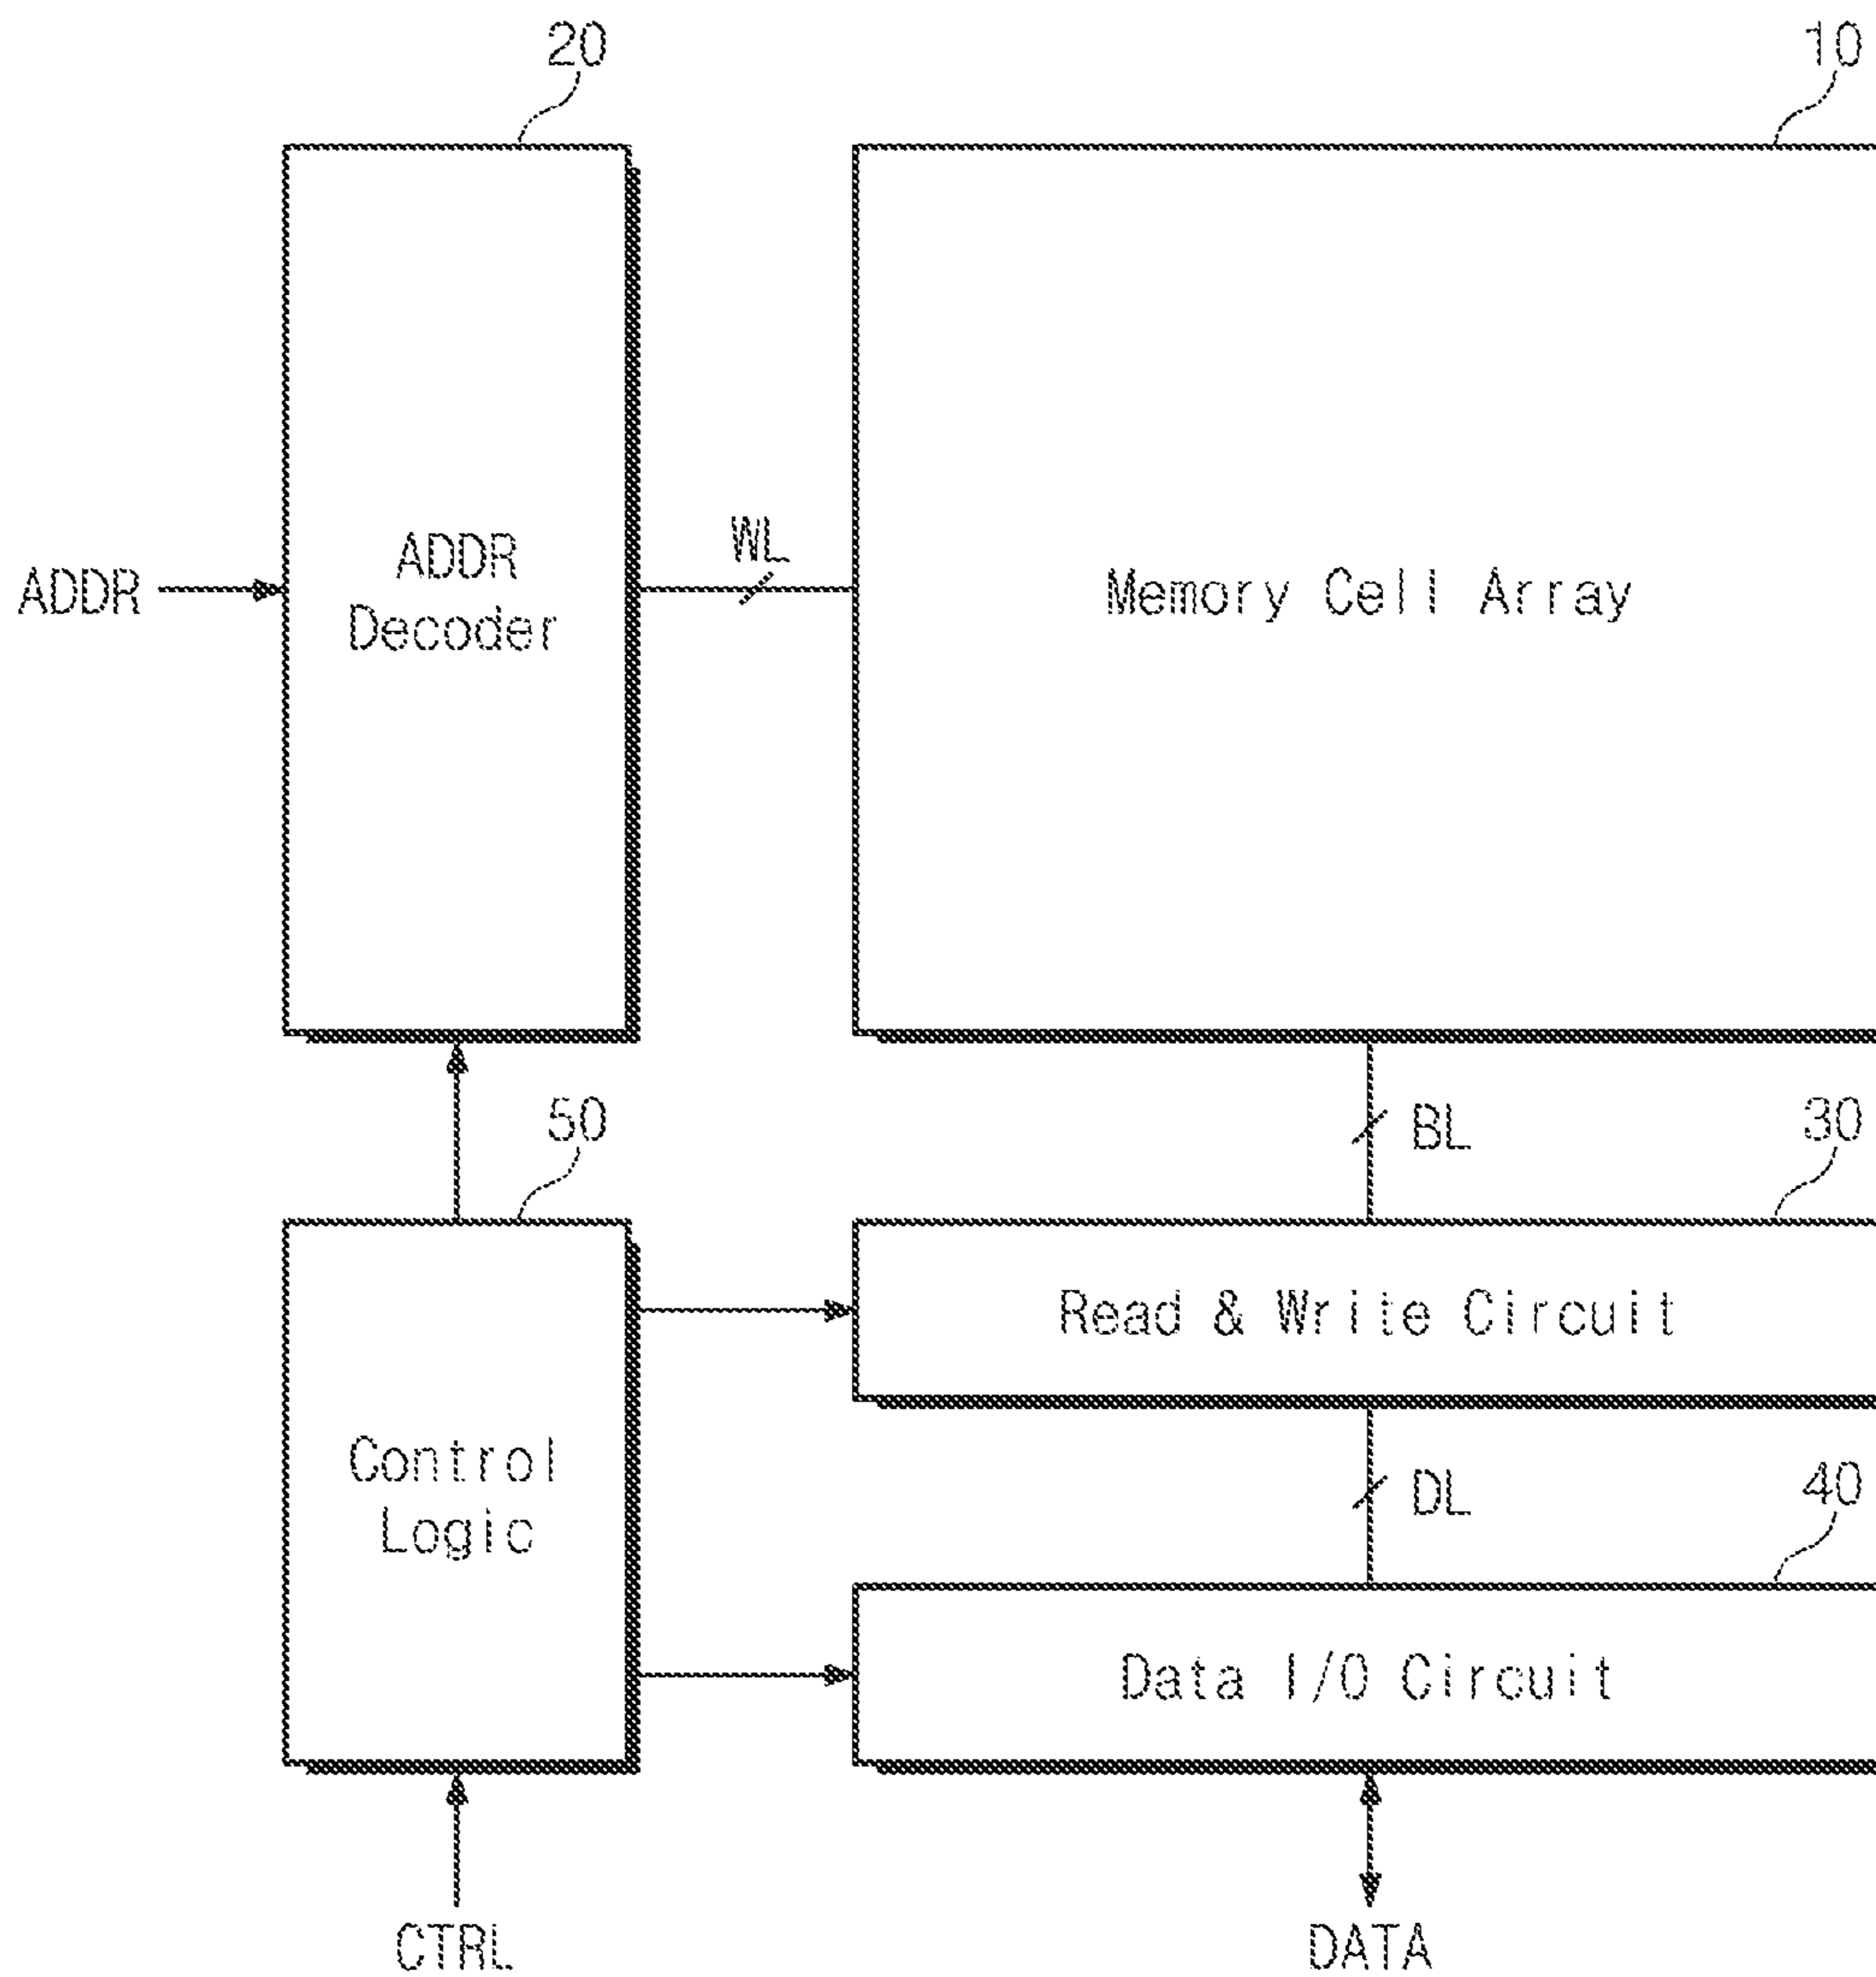 20
10
ADDR
ADDR
Decoder
WL
Memory Cell Array
50
BL
30
Read & Write Circuit
Control
Logic
DL
40
Data I/O Circuit
CTRL
DATA